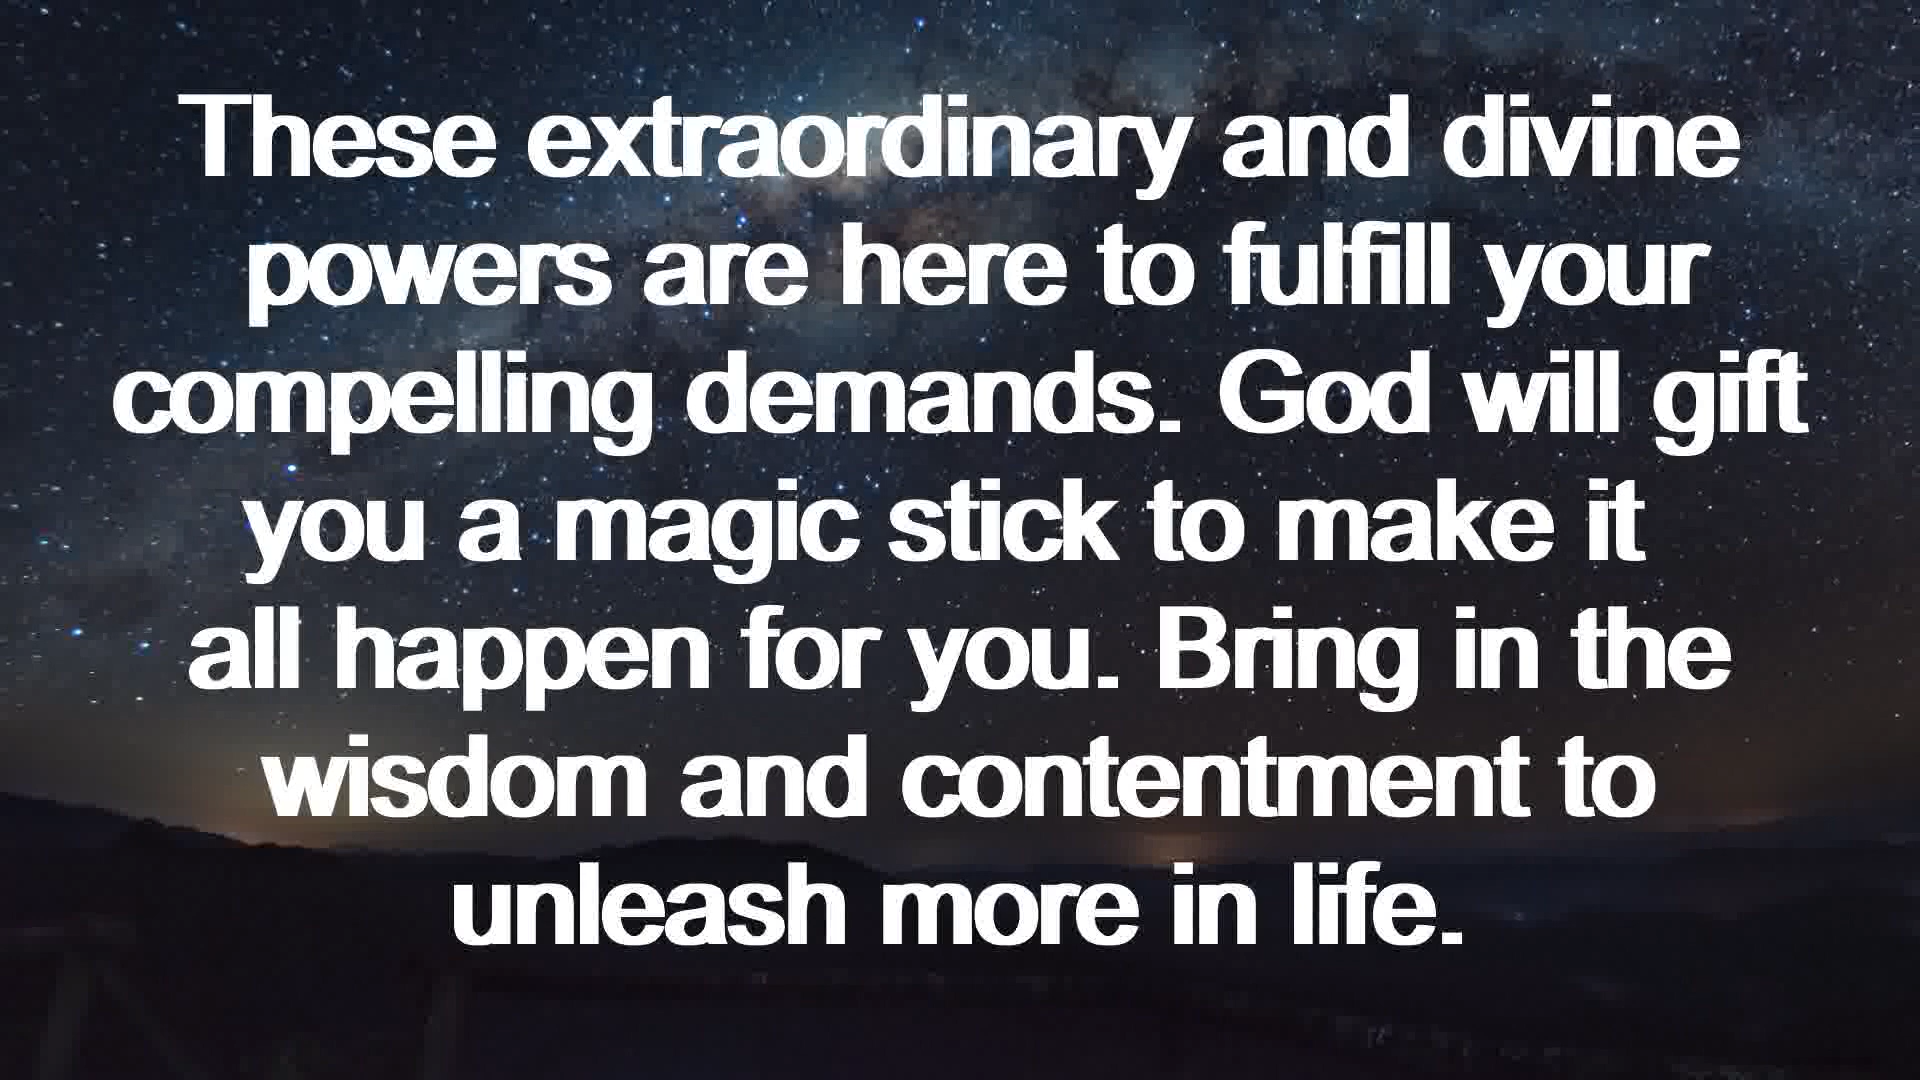 These extraordinary and divine
powers are here to fulfill your
compelling demands. God will gift
you a magic stick to make it
all happen for you. Bring in the
wisdom and contentment to
unleash more in life.